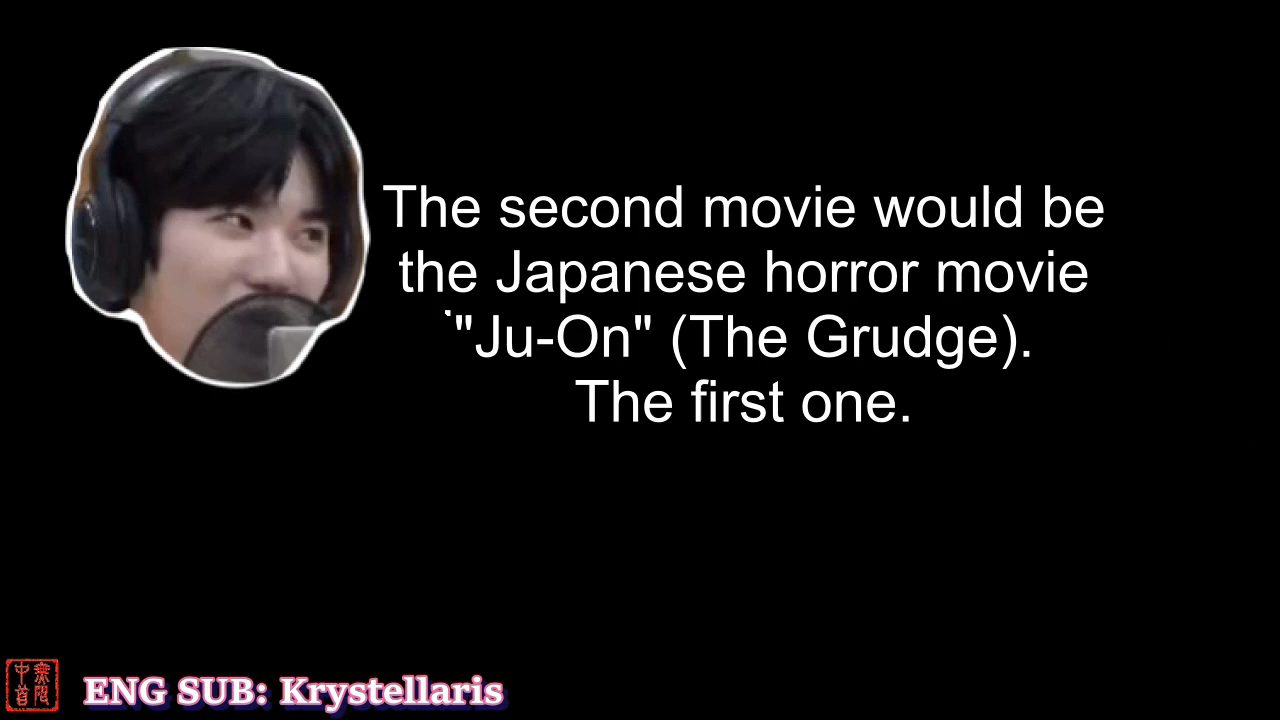 The second movie would be
the Japanese horror movie
'"Ju-On" (The Grudge).
The first one.
ENG SUB: Krystellaris